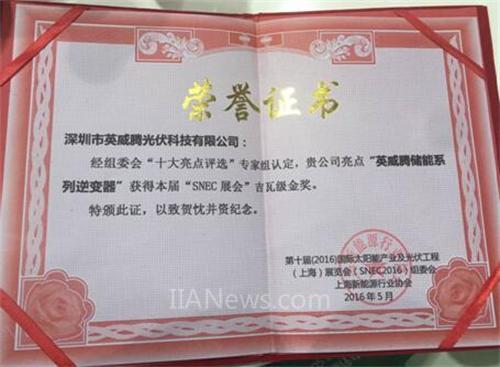 荣誉证书
深圳市英威腾光伏科技有限公司：
经组委会“十大亮点评选”专家组认定，贵公司亮点“英威腾储能系
列逆变器”获得本届“SNEC展会”吉瓦级金奖。
特颁此证，以致贺忱并资纪念。
第十届(2016)国际太阳能产业及光伏工程
（上海）展览会（SNEC2016）组委会
上海新能源行业协会
2016年5月
IIANews.com